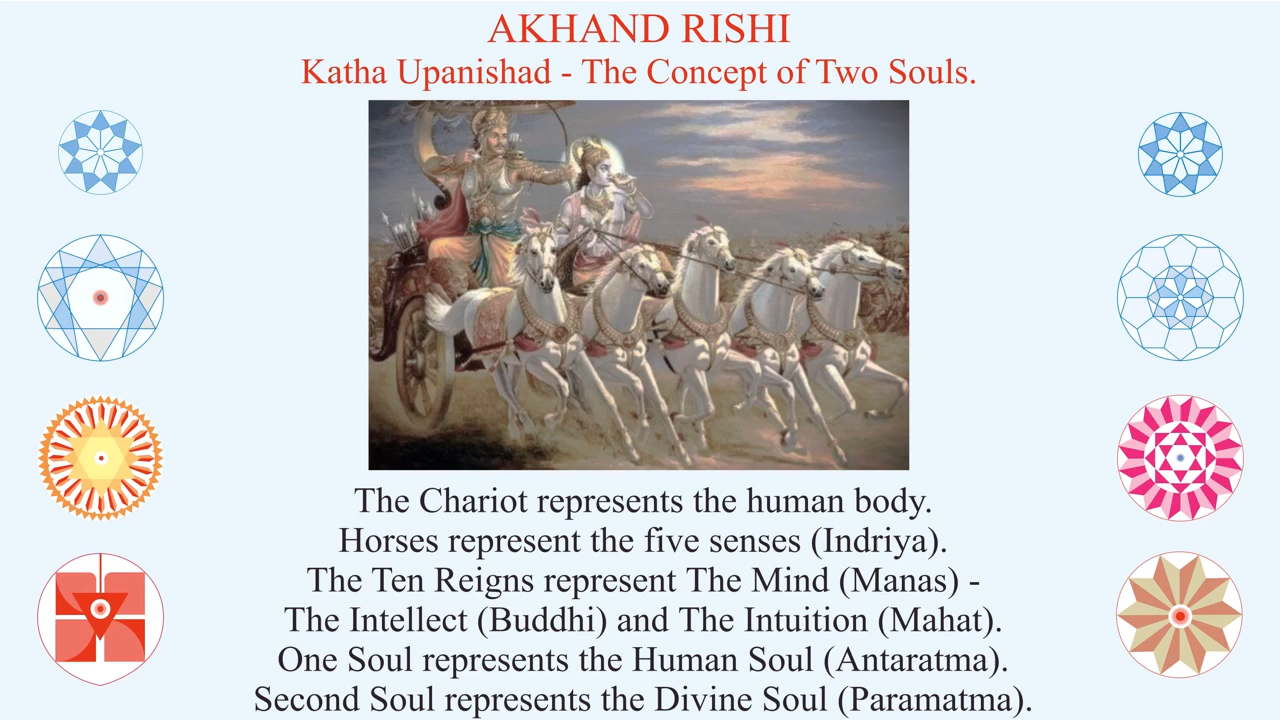 AKHAND RISHI
Katha Upanishad - The Concept of Two Souls.
The Chariot represents the human body.
Horses represent the five senses (Indriya).
The Ten Reigns represent The Mind (Manas) -
The Intellect (Buddhi) and The Intuition (Mahat).
One Soul represents the Human Soul (Antaratma).
Second Soul represents the Divine Soul (Paramatma).